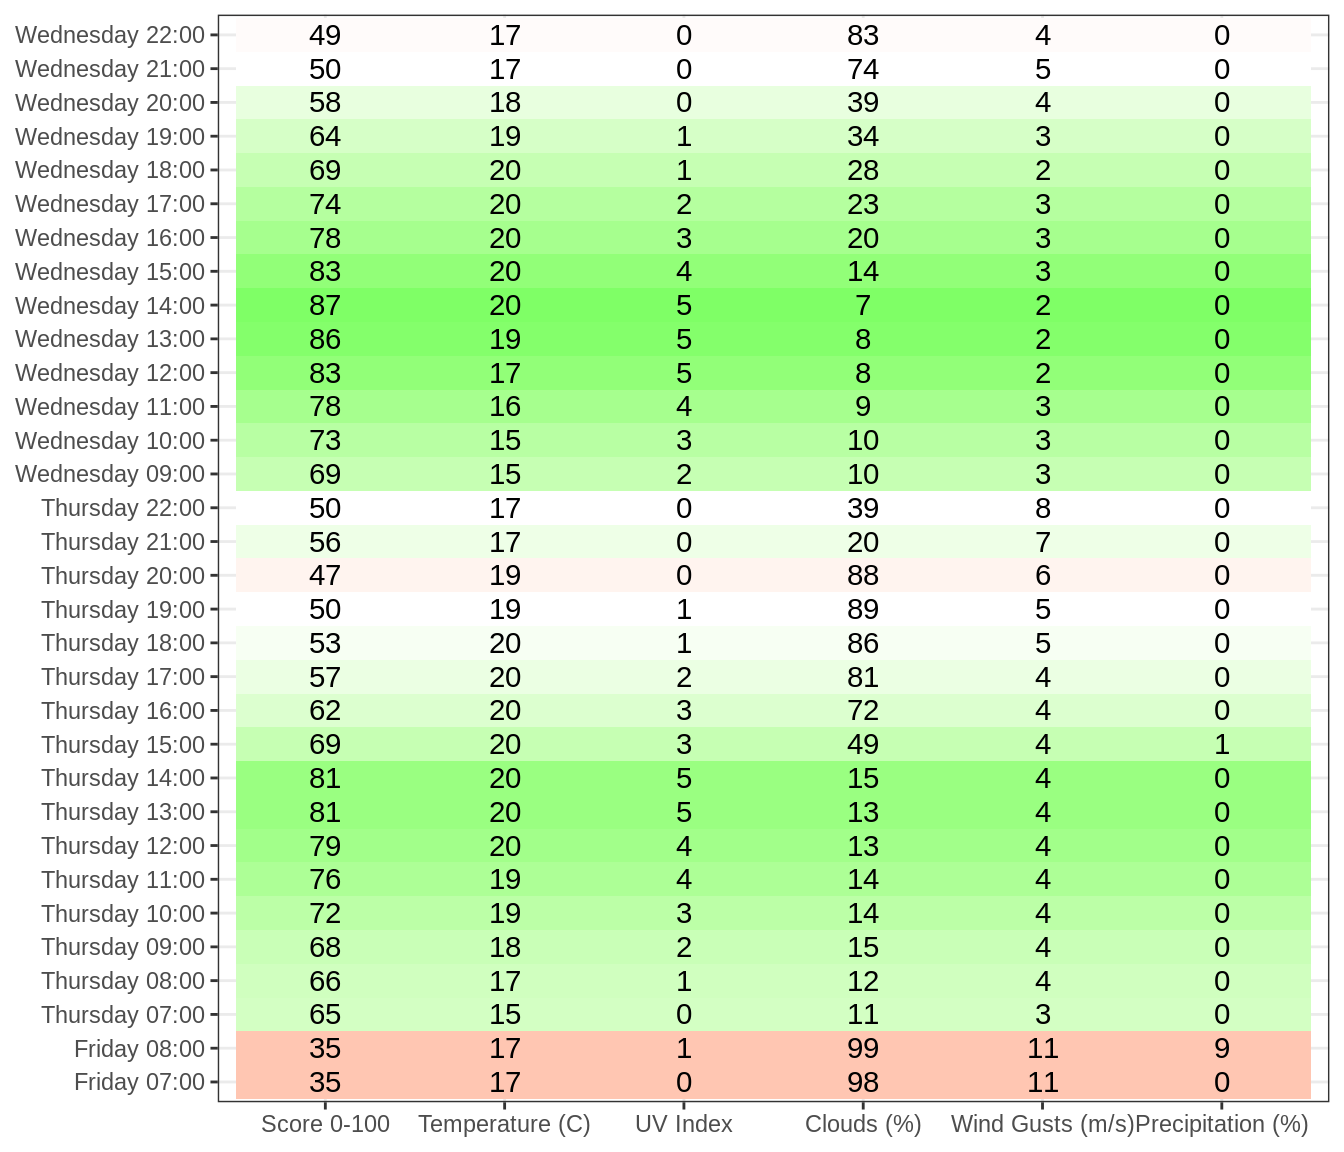 Wednesday 22:00 49 17 0 83 4 0
Wednesday 21:00 50 17 0 74 5 0
Wednesday 20:00 58 18 0 39 4 0
Wednesday 19:00 64 19 1 34 3 0
Wednesday 18:00 69 20 1 28 2 0
Wednesday 17:00 74 20 2 23 3 0
Wednesday 16:00 78 20 3 20 3 0
Wednesday 15:00 83 20 4 14 3 0
Wednesday 14:00 87 20 5 7 2 0
Wednesday 13:00 86 19 5 8 2 0
Wednesday 12:00 83 17 5 8 2 0
Wednesday 11:00 78 16 4 9 3 0
Wednesday 10:00 73 15 3 10 3 0
Wednesday 09:00 69 15 2 10 3 0
Thursday 22:00 50 17 0 39 8 0
Thursday 21:00 56 17 0 20 7 0
Thursday 20:00 47 19 0 88 6 0
Thursday 19:00 50 19 1 89 5 0
Thursday 18:00 53 20 1 86 5 0
Thursday 17:00 57 20 2 81 4 0
Thursday 16:00 62 20 3 72 4 0
Thursday 15:00 69 20 3 49 4 1
Thursday 14:00 81 20 5 15 4 0
Thursday 13:00 81 20 5 13 4 0
Thursday 12:00 79 20 4 13 4 0
Thursday 11:00 76 19 4 14 4 0
Thursday 10:00 72 19 3 14 4 0
Thursday 09:00 68 18 2 15 4 0
Thursday 08:00 66 17 1 12 4 0
Thursday 07:00 65 15 0 11 3 0
Friday 08:00 35 17 1 99 11 9
Friday 07:00 35 17 0 98 11 0
Score 0-100 Temperature (C) UV Index Clouds (%) Wind Gusts (m/s) Precipitation (%)